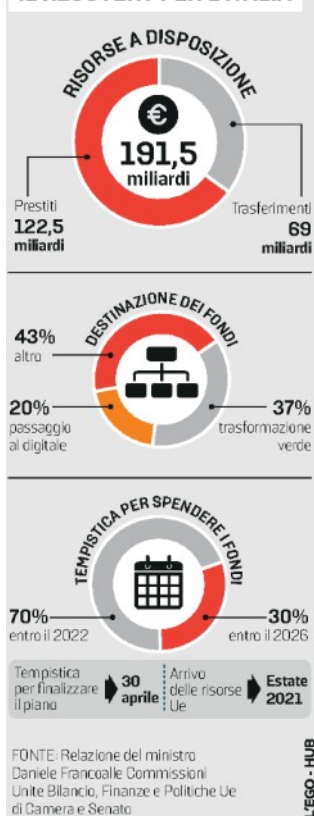 RISORSE A DISPOSIZIONE
€
191,5
miliardi
Prestiti
122,5
miliardi
Trasferimenti
69
miliardi
DESTINAZIONE DEI FONDI
43%
altro
20%
passaggio
al digitale
37%
trasformazione
verde
TEMPISTICA PER SPENDERE I FONDI
70%
entro il 2022
30%
entro il 2026
Tempistica
per finalizzare
il piano
30
aprile
Arrivo
delle risorse
Ue
Estate
2021
FONTE: Relazione del ministro
Daniele Francoalle Commissioni
Unite Bilancio, Finanze e Politiche Ue
di Camera e Senato
L'EGO - HUB